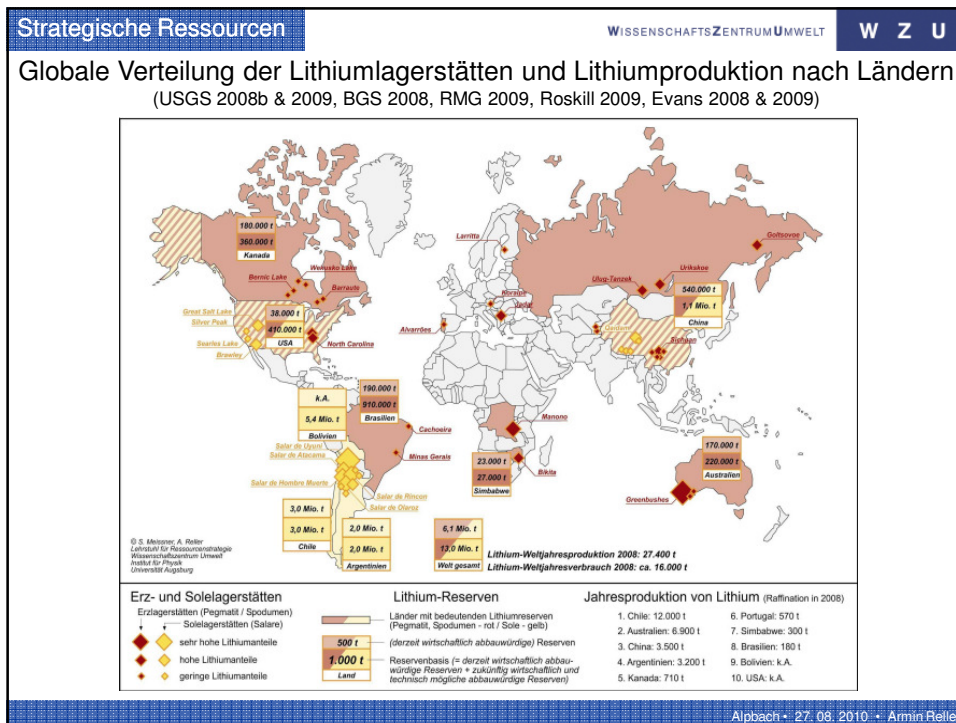 Strategische Ressourcen
WISSENSCHAFTSZENTRUMUMWELT
W Z U
Globale Verteilung der Lithiumlagerstätten und Lithiumproduktion nach Ländern
(USGS 2008b & 2009, BGS 2008, RMG 2009, Roskill 2009, Evans 2008 & 2009)
180.000 t
360.000 t
Kanada
Wekusko Lake
Bernic Lake
Barraute
Great Salt Lake
Silver Peak
Searles Lake
Brawley
38.000 t
410.000 t
USA
North Carolina
Larritta
Koralpe
Jadar
Alvarrões
Goltsovoe
Urikskoe
Ulug-Tanzek
540.000 t
1,1 Mio. t
China
Qaidam
Sichuan
k.A.
5,4 Mio. t
Bolivien
190.000 t
910.000 t
Brasilien
Cachoeira
Minas Gerais
Salar de Uyuni
Salar de Atacama
Salar de Hombre Muerte
Salar de Rincon
Salar de Olaroz
3,0 Mio. t
3,0 Mio. t
Chile
2,0 Mio. t
2,0 Mio. t
Argentinien
Manono
Bikita
23.000 t
27.000 t
Simbabwe
170.000 t
220.000 t
Australien
Greenbushes
6,1 Mio. t
13,0 Mio. t
Welt gesamt
Lithium-Weltjahresproduktion 2008: 27.400 t
Lithium-Weltjahresverbrauch 2008: ca. 16.000 t
© S. Meissner, A. Reller
Lehrstuhl für Ressourcenstrategie
Wissenschaftszentrum Umwelt
Institut für Physik
Universität Augsburg
Erz- und Solelagerstätten
Erzlagerstätten (Pegmatit / Spodumen)
Solelagerstätten (Salare)
sehr hohe Lithiumanteile
hohe Lithiumanteile
geringe Lithiumanteile
Lithium-Reserven
Länder mit bedeutenden Lithiumreserven
(Pegmatit, Spodumen - rot / Sole - gelb)
500 t
(derzeit wirtschaftlich abbauwürdige) Reserven
1.000 t
Land
Reservenbasis (= derzeit wirtschaftlich abbau-
würdige Reserven + zukünftig wirtschaftlich und
technisch mögliche abbauwürdige Reserven)
Jahresproduktion von Lithium (Raffination in 2008)
1. Chile: 12.000 t
2. Australien: 6.900 t
3. China: 3.500 t
4. Argentinien: 3.200 t
5. Kanada: 710 t
6. Portugal: 570 t
7. Simbabwe: 300 t
8. Brasilien: 180 t
9. Bolivien: k.A.
10. USA: k.A.
Alpbach • 27. 08. 2010 • Armin Relle